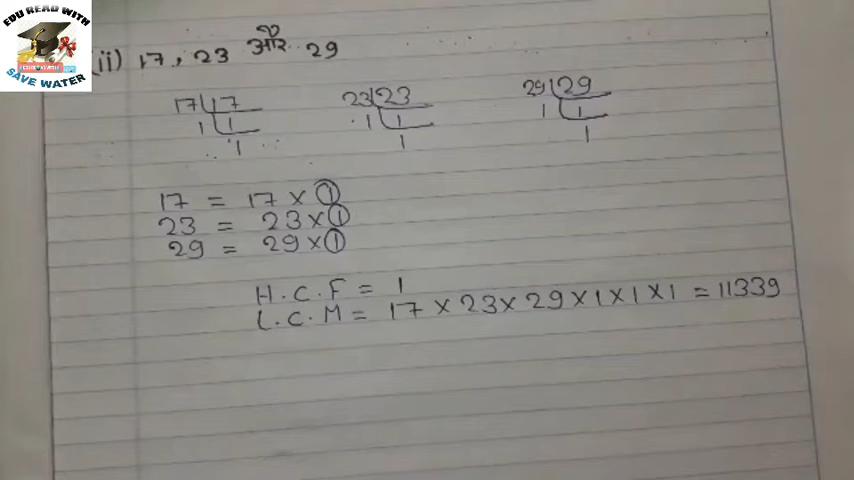 EDU READ WITH
SAVE WATER
(ii) 17, 23 और 29
17 17 23 23 29 29
1 1 1 1 1 1
1 1 1
17 = 17 × 1
23 = 23 × 1
29 = 29 × 1
H.C.F = 1
L.C.M = 17 × 23 × 29 × 1 × 1 × 1 = 11339